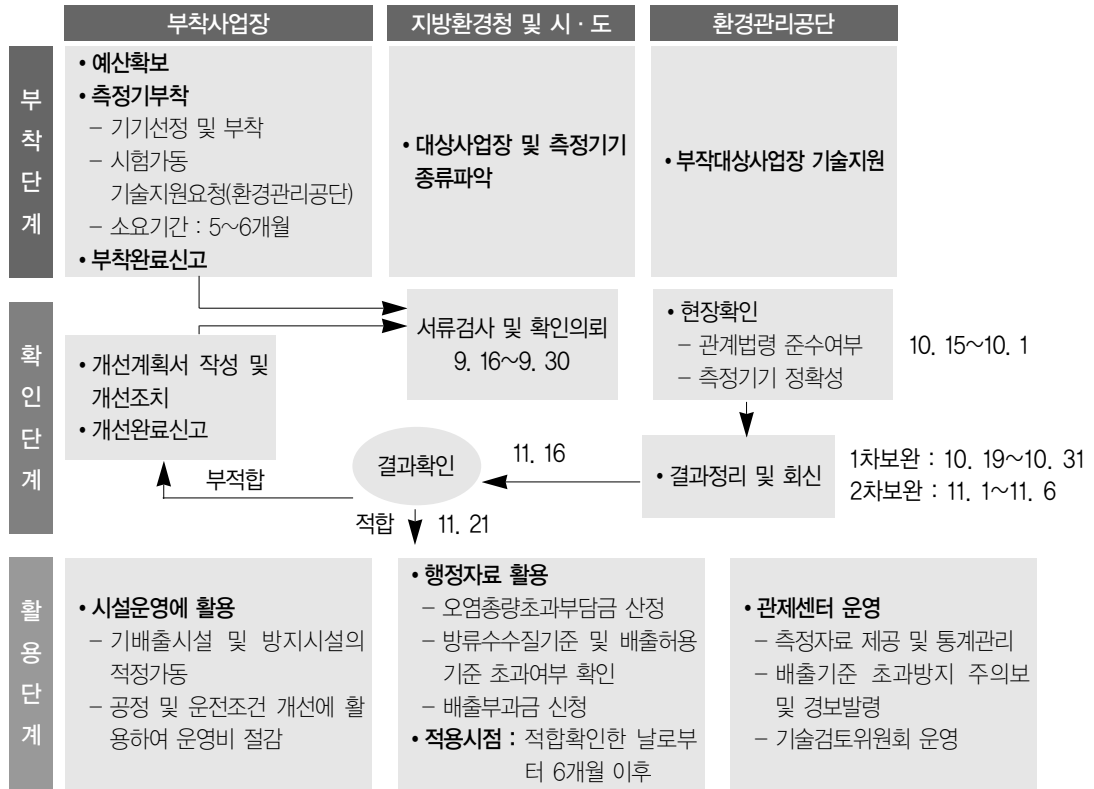 부착사업장
지방환경청 및 시 · 도
환경관리공단
부착단계
• 예산확보
• 측정기부착
– 기기선정 및 부착
– 시험가동
기술지원요청(환경관리공단)
– 소요기간 : 5~6개월
• 부착완료신고
• 대상사업장 및 측정기기
종류파악
• 부작대상사업장 기술지원
확인단계
• 개선계획서 작성 및
개선조치
• 개선완료신고
서류검사 및 확인의뢰
9. 16~9. 30
• 현장확인
– 관계법령 준수여부
– 측정기기 정확성
10. 15~10. 1
부적합
결과확인
11. 16
• 결과정리 및 회신
1차보완 : 10. 19~10. 31
2차보완 : 11. 1~11. 6
적합
11. 21
활용단계
• 시설운영에 활용
– 기배출시설 및 방지시설의
적정가동
– 공정 및 운전조건 개선에 활
용하여 운영비 절감
• 행정자료 활용
– 오염총량초과부담금 산정
– 방류수수질기준 및 배출허용
기준 초과여부 확인
– 배출부과금 신청
• 적용시점 : 적합확인한 날로부
터 6개월 이후
• 관제센터 운영
– 측정자료 제공 및 통계관리
– 배출기준 초과방지 주의보
및 경보발령
– 기술검토위원회 운영